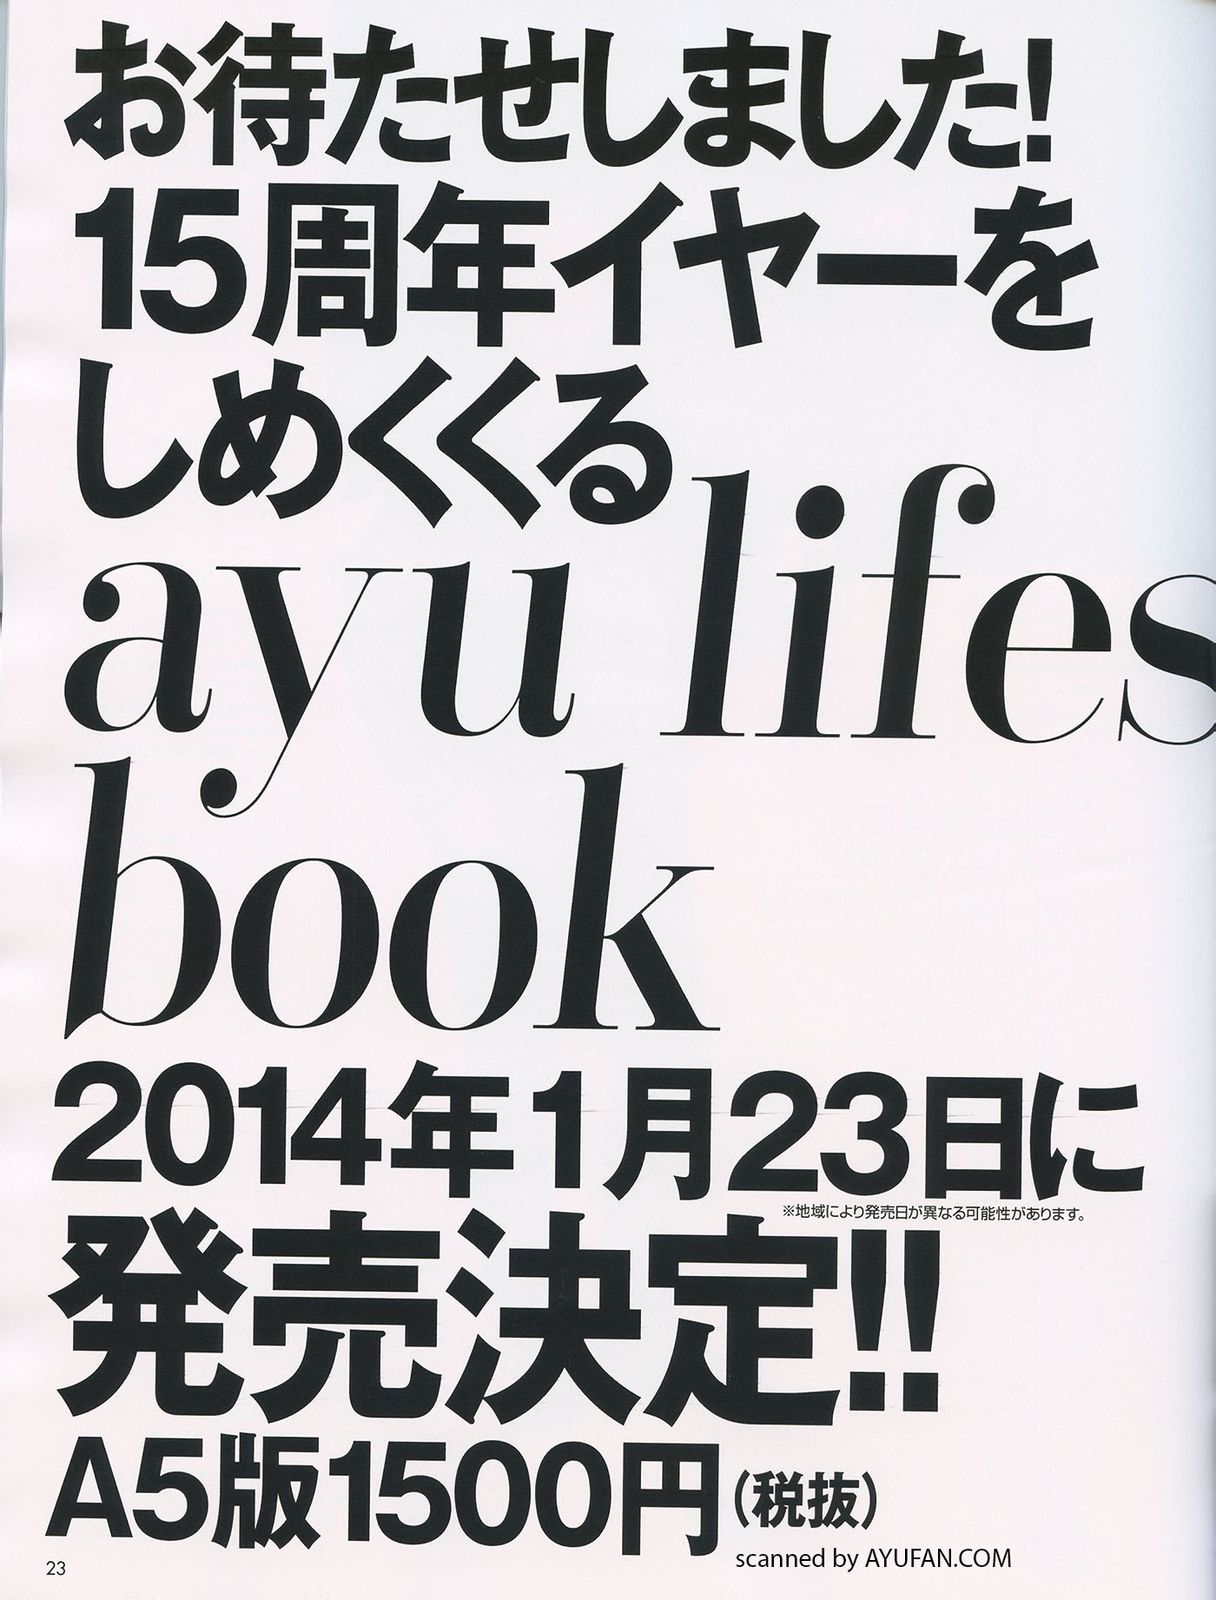 お待たせしました!
15周年イヤーを
しめくくる
ayu lifes
book
2014年1月23日に
※地域により発売日が異なる可能性があります。
発売決定!!
A5版1500円(税抜)
23
scanned by AYUFAN.COM